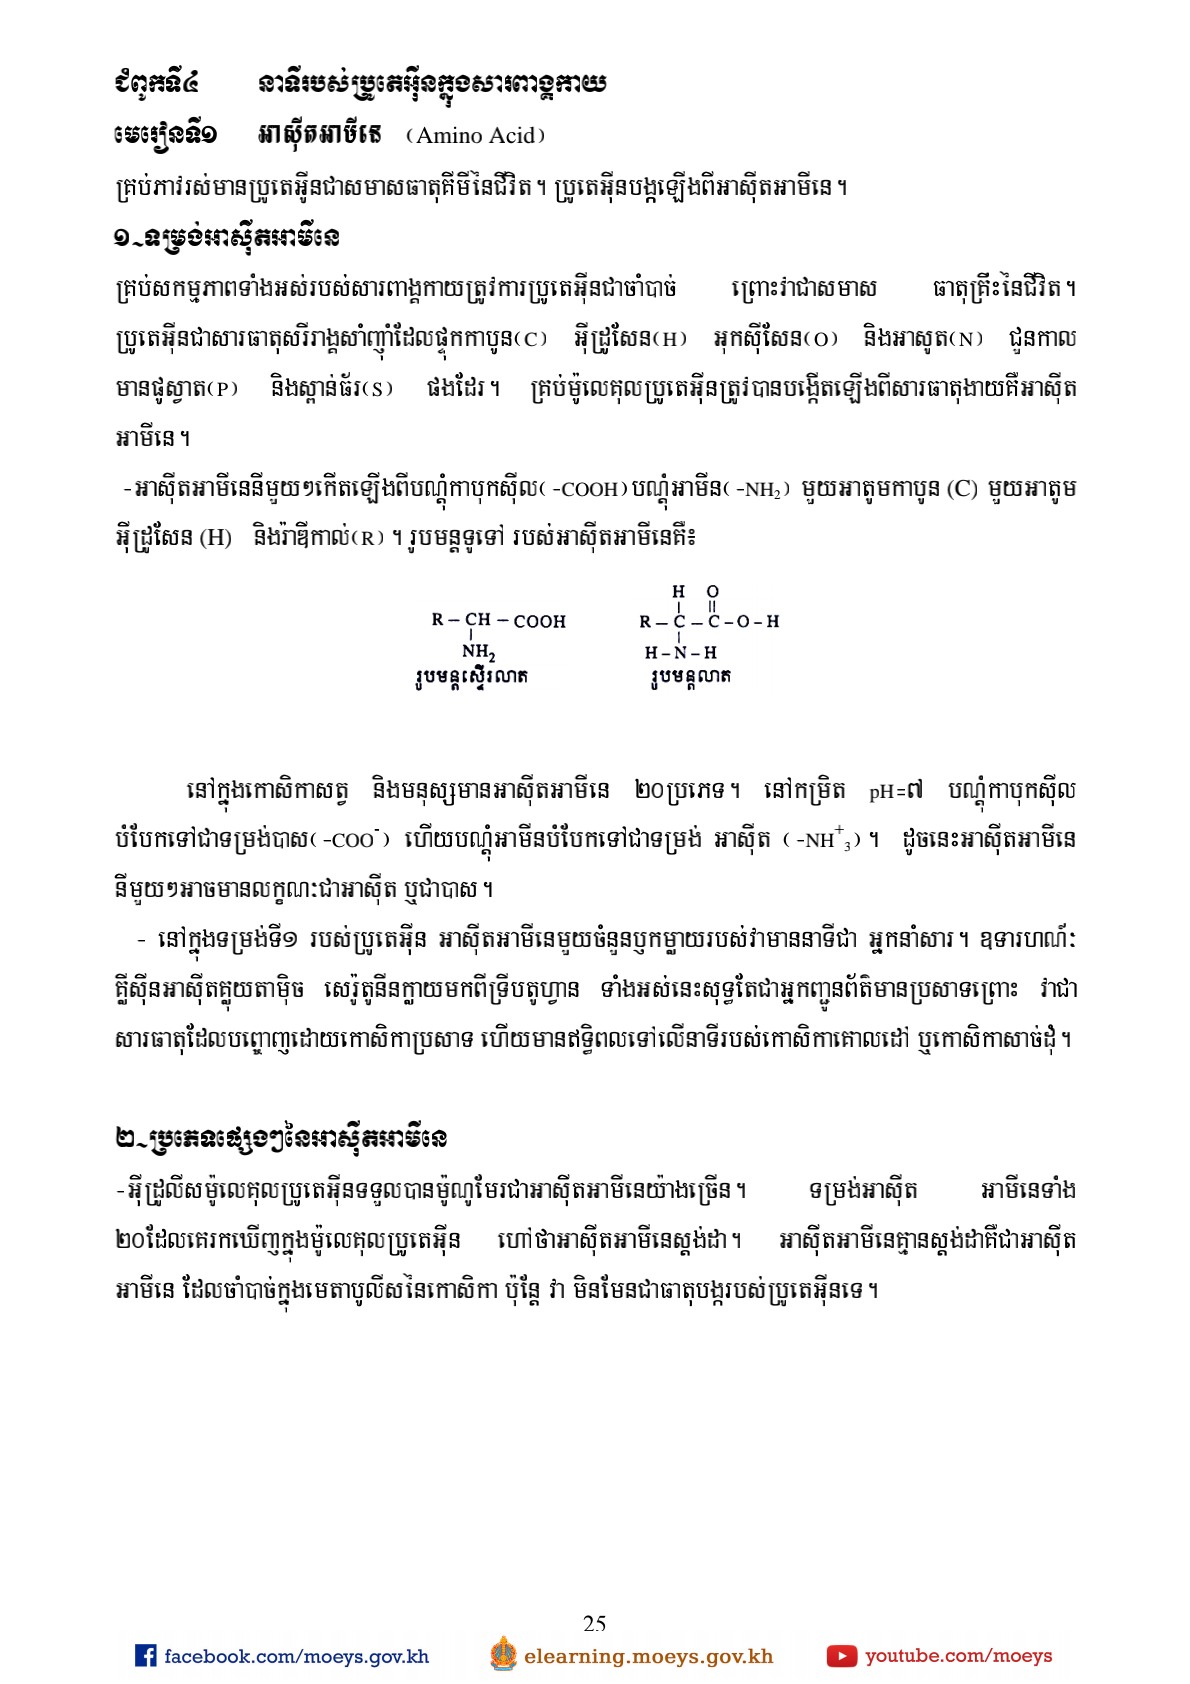 ជំពូកទី៤ នាទីរបស់ប្រូតេអ៊ីនក្នុងសារពាង្គកាយ
មេរៀនទី១ អាស៊ីតអាមីនេ (Amino Acid)
គ្រប់ភាវរស់មានប្រូតេអ៊ីនជាសមាសធាតុគីមីនៃជីវិត។ ប្រូតេអ៊ីនបង្កឡើងពីអាស៊ីតអាមីនេ។
១~ទម្រង់អាស៊ីតអាមីនេ
គ្រប់សកម្មភាពទាំងអស់របស់សារពាង្គកាយត្រូវការប្រូតេអ៊ីនជាចាំបាច់ ព្រោះវាជាសមាស ធាតុគ្រឹះនៃជីវិត។
ប្រូតេអ៊ីនជាសារធាតុសរីរាង្គសាំញ៉ាំដែលផ្ទុកកាបូន(C) អ៊ីដ្រូសែន(H) អុកស៊ីសែន(O) និងអាសូត(N) ជួនកាល
មានផូស្វាត(P) និងស្ពាន់ធ័រ(S) ផងដែរ។ គ្រប់ម៉ូលេគុលប្រូតេអ៊ីនត្រូវបានបង្កើតឡើងពីសារធាតុងាយគឺអាស៊ីត
អាមីនេ។
-អាស៊ីតអាមីនេនីមួយៗកើតឡើងពីបណ្តុំកាបុកស៊ីល( -COOH)បណ្តុំអាមីន( -NH₂) មួយអាតូមកាបូន (C) មួយអាតូម
អ៊ីដ្រូសែន (H) និងរ៉ាឌីកាល់(R) ។ រូបមន្តទូទៅ របស់អាស៊ីតអាមីនេគឺ៖
H O
R – CH – COOH R – C – C – O – H
NH₂ H – N – H
រូបមន្តស្ទើរលាត រូបមន្តលាត
នៅក្នុងកោសិកាសត្វ និងមនុស្សមានអាស៊ីតអាមីនេ ២០ប្រភេទ។ នៅកម្រិត pH=៧ បណ្តុំកាបុកស៊ីល
បំបែកទៅជាទម្រង់បាស( -COO⁻) ហើយបណ្តុំអាមីនបំបែកទៅជាទម្រង់ អាស៊ីត ( -NH⁺₃)។ ដូចនេះអាស៊ីតអាមីនេ
នីមួយៗអាចមានលក្ខណៈជាអាស៊ីត ឬជាបាស។
- នៅក្នុងទម្រង់ទី១ របស់ប្រូតេអ៊ីន អាស៊ីតអាមីនេមួយចំនួនឬក៏ម្លាយរបស់វាមាននាទីជា អ្នកនាំសារ។ ឧទារហណ៍ៈ
គ្លីស៊ីនអាស៊ីតគ្លុយតាម៉ិច សេរ៉ូតូនីនក្លាយមកពីទ្រីបតូហ្វាន ទាំងអស់នេះសុទ្ធតែជាអ្នកញ្ជូនព័ត៌មានប្រសាទព្រោះ វាជា
សារធាតុដែលបញ្ចេញដោយកោសិកាប្រសាទ ហើយមានឥទ្ធិពលទៅលើនាទីរបស់កោសិកាគោលដៅ ឬកោសិកាសាច់ដុំ។
២~ប្រភេទផ្សេងៗនៃអាស៊ីតអាមីនេ
-អ៊ីដ្រូលីសម៉ូលេគុលប្រូតេអ៊ីនទទួលបានម៉ូណូមែរជាអាស៊ីតអាមីនេយ៉ាងច្រើន។ ទម្រង់អាស៊ីត អាមីនេទាំង
២០ដែលគេរកឃើញក្នុងម៉ូលេគុលប្រូតេអ៊ីន ហៅថាអាស៊ីតអាមីនេស្តង់ដា។ អាស៊ីតអាមីនេគ្មានស្តង់ដាគឺជាអាស៊ីត
អាមីនេ ដែលចាំបាច់ក្នុងមេតាបូលីសនៃកោសិកា ប៉ុន្តែ វា មិនមែនជាធាតុបង្ករបស់ប្រូតេអ៊ីនទេ។
25
facebook.com/moeys.gov.kh elearning.moeys.gov.kh youtube.com/moeys